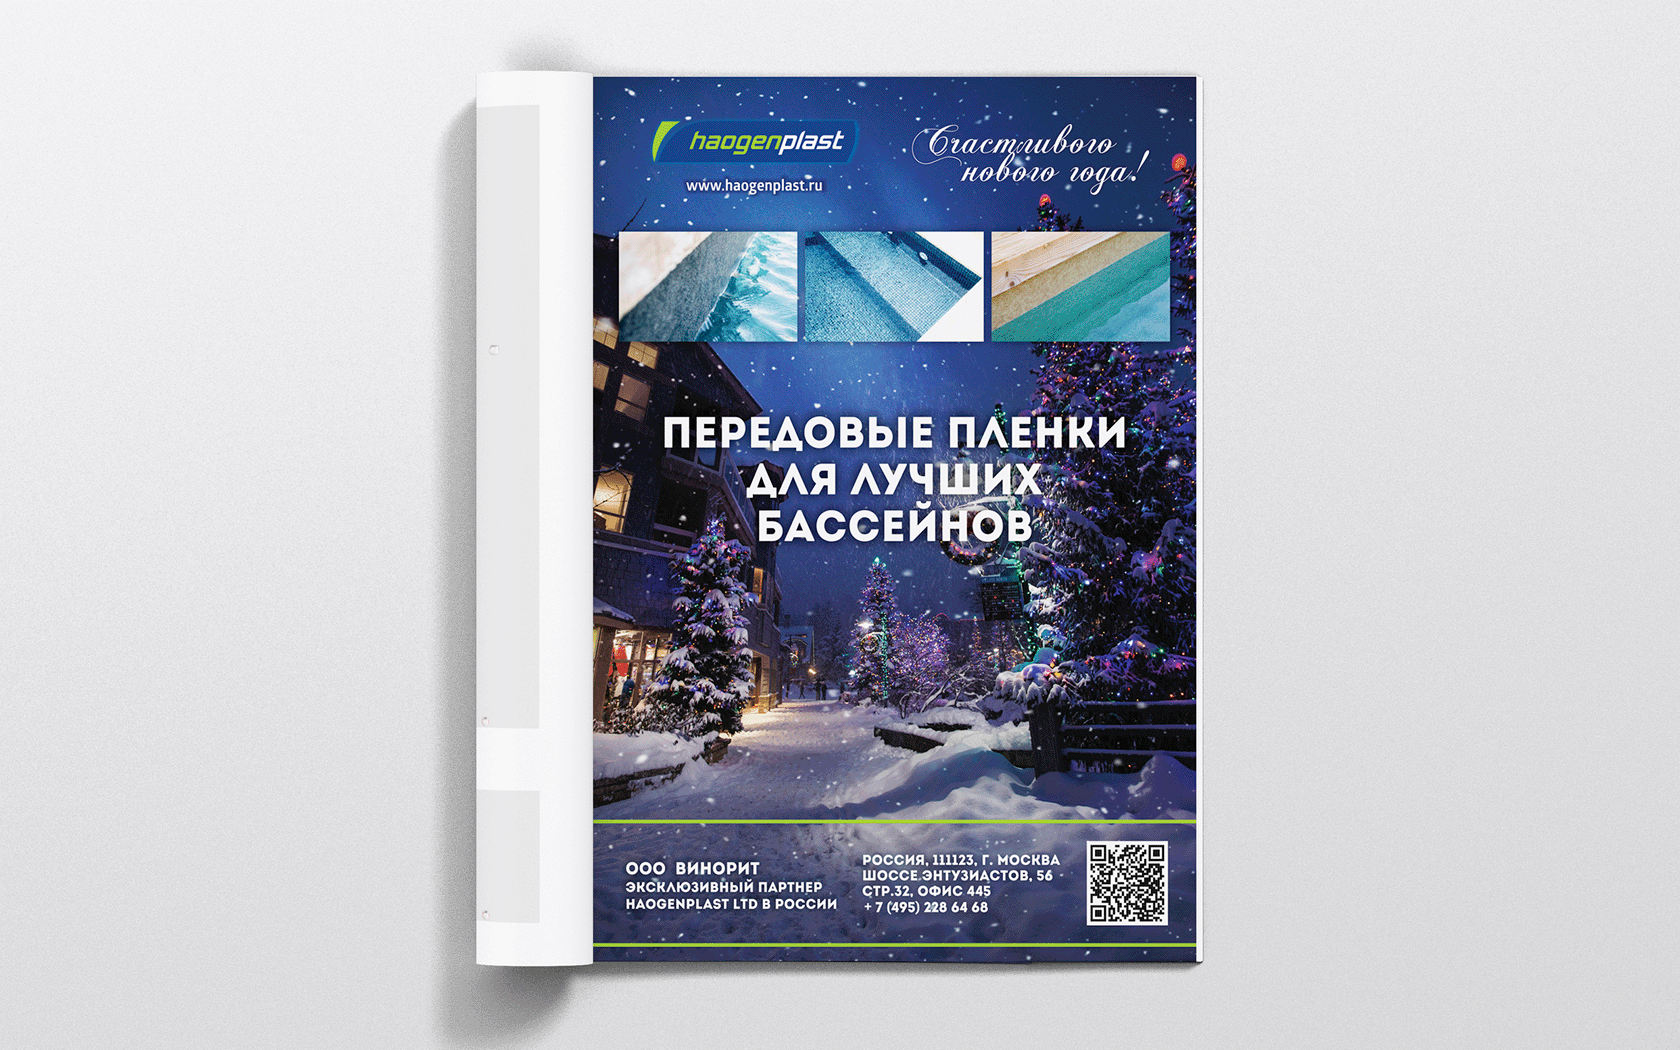 haogenplast
www.haogenplast.ru
Счастливого
нового года!
ПЕРЕДОВЫЕ ПЛЕНКИ
ДЛЯ ЛУЧШИХ
БАССЕЙНОВ
ООО ВИНОРИТ
ЭКСКЛЮЗИВНЫЙ ПАРТНЕР
HAOGENPLAST LTD В РОССИИ
РОССИЯ, 111123, Г. МОСКВА
ШОССЕ ЭНТУЗИАСТОВ, 56
СТР.32, ОФИС 445
+7 (495) 228 64 68